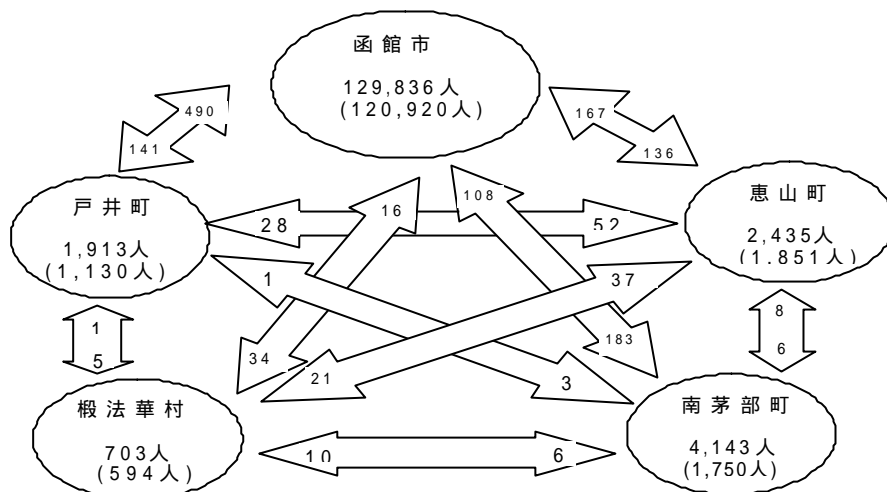 函館市
129,836人
(120,920人)
490
141
167
136
戸井町
1,913人
(1,130人)
恵山町
2,435人
(1.851人)
28
52
16
108
1
37
1
5
8
6
34
21
3
183
椴法華村
703人
(594人)
10
6
南茅部町
4,143人
(1,750人)